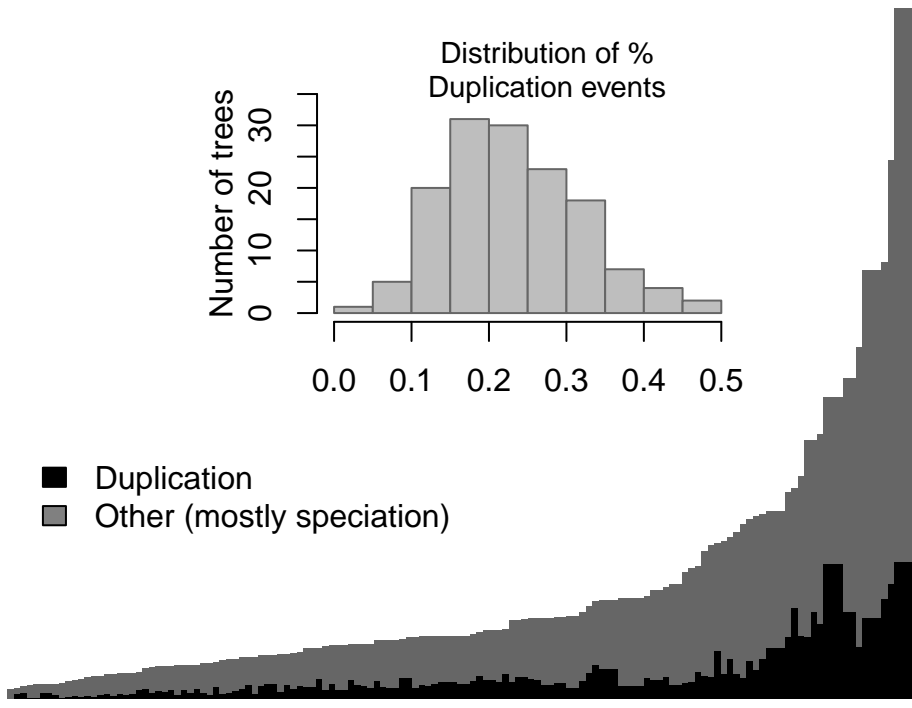 Distribution of %
Duplication events
Number of trees
30
20
10
0
0.0 0.1 0.2 0.3 0.4 0.5
Duplication
Other (mostly speciation)